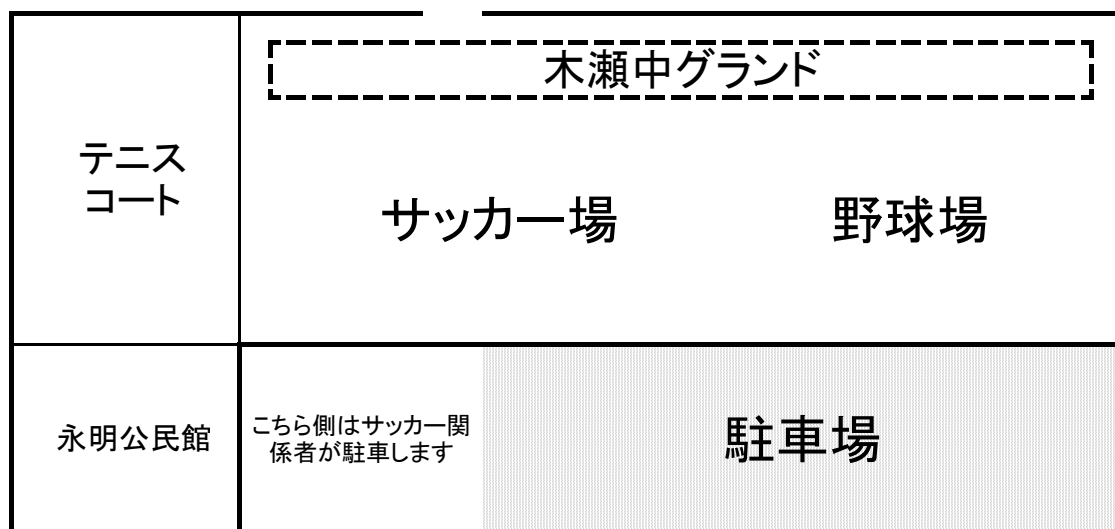 木瀬中グランド
テニス
コート
サッカー場
野球場
永明公民館
こちら側はサッカー関
係者が駐車します
駐車場